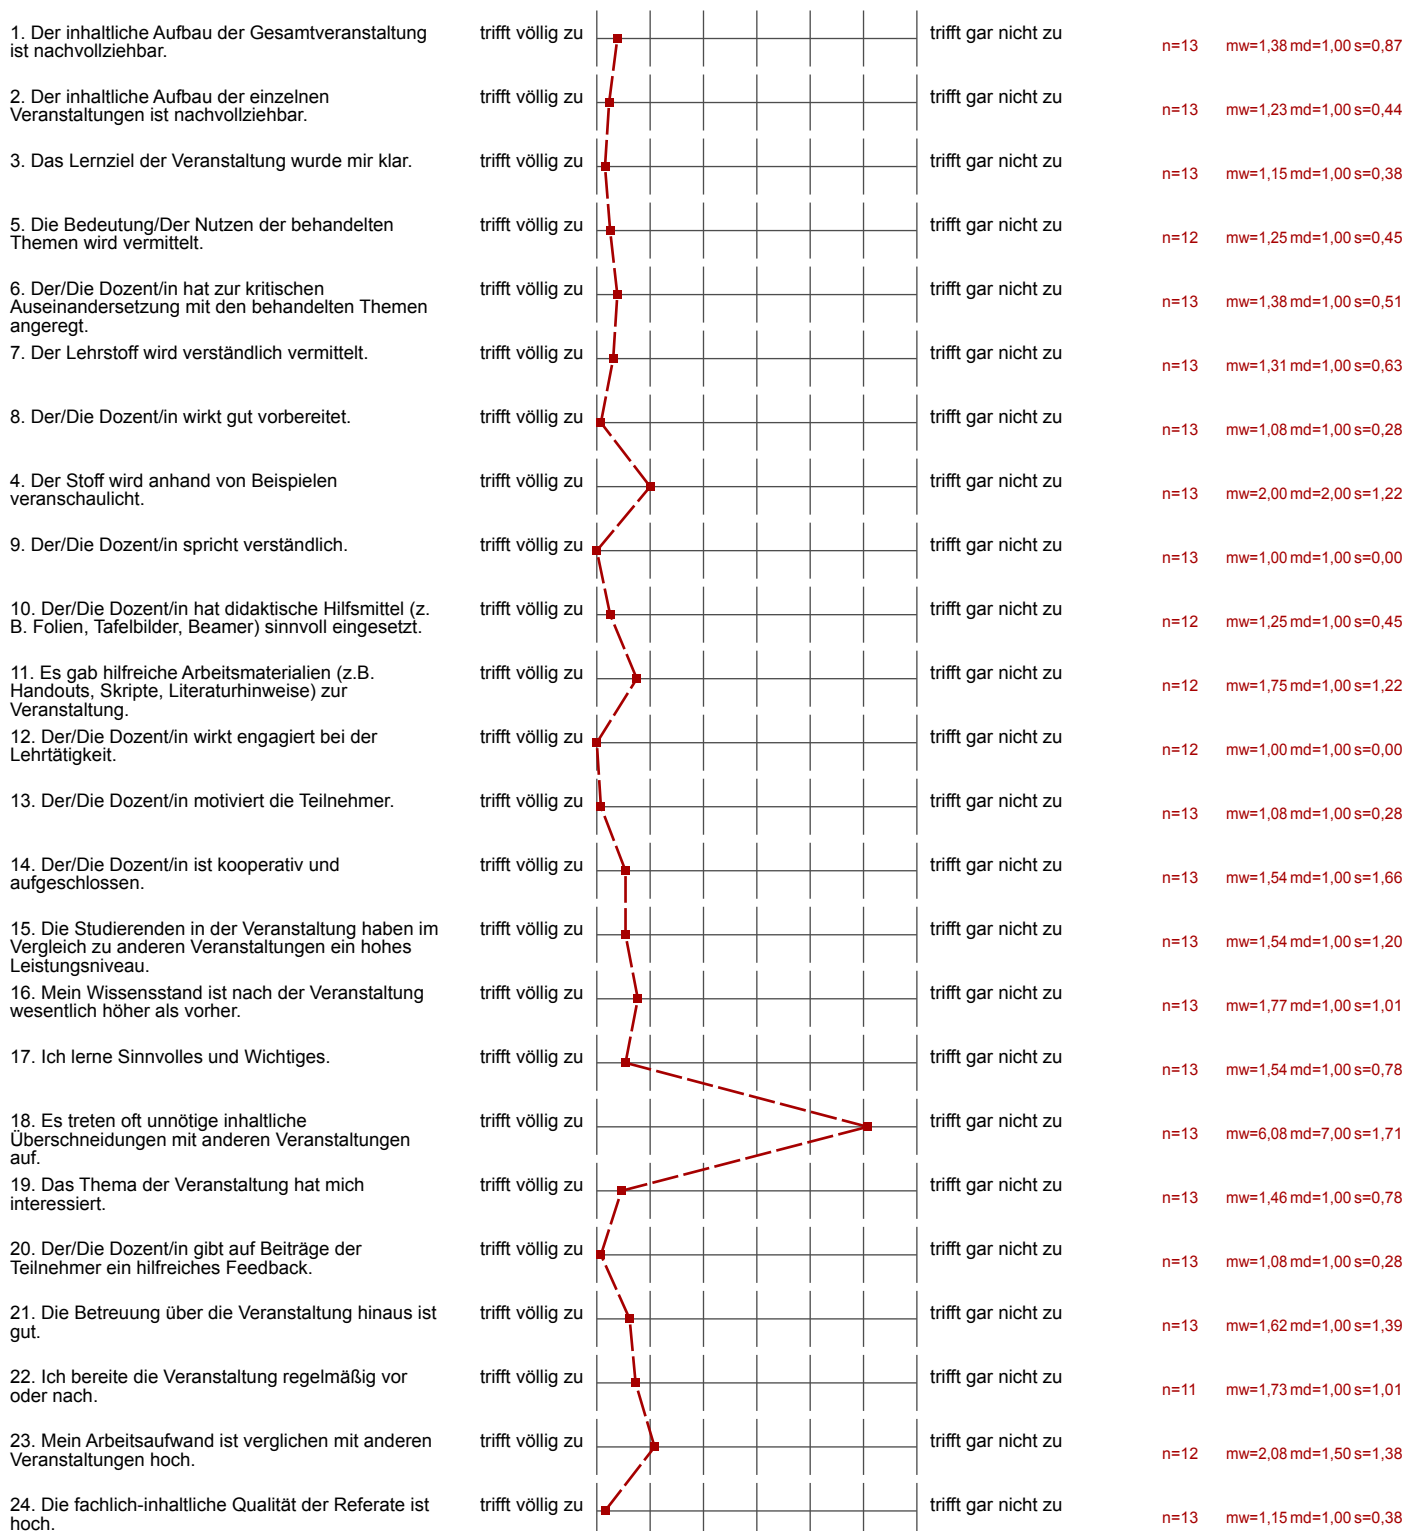 1. Der inhaltliche Aufbau der Gesamtveranstaltung
ist nachvollziehbar.
trifft völlig zu
trifft gar nicht zu
n=13 mw=1,38 md=1,00 s=0,87
2. Der inhaltliche Aufbau der einzelnen
Veranstaltungen ist nachvollziehbar.
trifft völlig zu
trifft gar nicht zu
n=13 mw=1,23 md=1,00 s=0,44
3. Das Lernziel der Veranstaltung wurde mir klar.
trifft völlig zu
trifft gar nicht zu
n=13 mw=1,15 md=1,00 s=0,38
5. Die Bedeutung/Der Nutzen der behandelten
Themen wird vermittelt.
trifft völlig zu
trifft gar nicht zu
n=12 mw=1,25 md=1,00 s=0,45
6. Der/Die Dozent/in hat zur kritischen
Auseinandersetzung mit den behandelten Themen
angeregt.
trifft völlig zu
trifft gar nicht zu
n=13 mw=1,38 md=1,00 s=0,51
7. Der Lehrstoff wird verständlich vermittelt.
trifft völlig zu
trifft gar nicht zu
n=13 mw=1,31 md=1,00 s=0,63
8. Der/Die Dozent/in wirkt gut vorbereitet.
trifft völlig zu
trifft gar nicht zu
n=13 mw=1,08 md=1,00 s=0,28
4. Der Stoff wird anhand von Beispielen
veranschaulicht.
trifft völlig zu
trifft gar nicht zu
n=13 mw=2,00 md=2,00 s=1,22
9. Der/Die Dozent/in spricht verständlich.
trifft völlig zu
trifft gar nicht zu
n=13 mw=1,00 md=1,00 s=0,00
10. Der/Die Dozent/in hat didaktische Hilfsmittel (z.
B. Folien, Tafelbilder, Beamer) sinnvoll eingesetzt.
trifft völlig zu
trifft gar nicht zu
n=12 mw=1,25 md=1,00 s=0,45
11. Es gab hilfreiche Arbeitsmaterialien (z.B.
Handouts, Skripte, Literaturhinweise) zur
Veranstaltung.
trifft völlig zu
trifft gar nicht zu
n=12 mw=1,75 md=1,00 s=1,22
12. Der/Die Dozent/in wirkt engagiert bei der
Lehrtätigkeit.
trifft völlig zu
trifft gar nicht zu
n=12 mw=1,00 md=1,00 s=0,00
13. Der/Die Dozent/in motiviert die Teilnehmer.
trifft völlig zu
trifft gar nicht zu
n=13 mw=1,08 md=1,00 s=0,28
14. Der/Die Dozent/in ist kooperativ und
aufgeschlossen.
trifft völlig zu
trifft gar nicht zu
n=13 mw=1,54 md=1,00 s=1,66
15. Die Studierenden in der Veranstaltung haben im
Vergleich zu anderen Veranstaltungen ein hohes
Leistungsniveau.
trifft völlig zu
trifft gar nicht zu
n=13 mw=1,54 md=1,00 s=1,20
16. Mein Wissensstand ist nach der Veranstaltung
wesentlich höher als vorher.
trifft völlig zu
trifft gar nicht zu
n=13 mw=1,77 md=1,00 s=1,01
17. Ich lerne Sinnvolles und Wichtiges.
trifft völlig zu
trifft gar nicht zu
n=13 mw=1,54 md=1,00 s=0,78
18. Es treten oft unnötige inhaltliche
Überschneidungen mit anderen Veranstaltungen
auf.
trifft völlig zu
trifft gar nicht zu
n=13 mw=6,08 md=7,00 s=1,71
19. Das Thema der Veranstaltung hat mich
interessiert.
trifft völlig zu
trifft gar nicht zu
n=13 mw=1,46 md=1,00 s=0,78
20. Der/Die Dozent/in gibt auf Beiträge der
Teilnehmer ein hilfreiches Feedback.
trifft völlig zu
trifft gar nicht zu
n=13 mw=1,08 md=1,00 s=0,28
21. Die Betreuung über die Veranstaltung hinaus ist
gut.
trifft völlig zu
trifft gar nicht zu
n=13 mw=1,62 md=1,00 s=1,39
22. Ich bereite die Veranstaltung regelmäßig vor
oder nach.
trifft völlig zu
trifft gar nicht zu
n=11 mw=1,73 md=1,00 s=1,01
23. Mein Arbeitsaufwand ist verglichen mit anderen
Veranstaltungen hoch.
trifft völlig zu
trifft gar nicht zu
n=12 mw=2,08 md=1,50 s=1,38
24. Die fachlich-inhaltliche Qualität der Referate ist
hoch.
trifft völlig zu
trifft gar nicht zu
n=13 mw=1,15 md=1,00 s=0,38